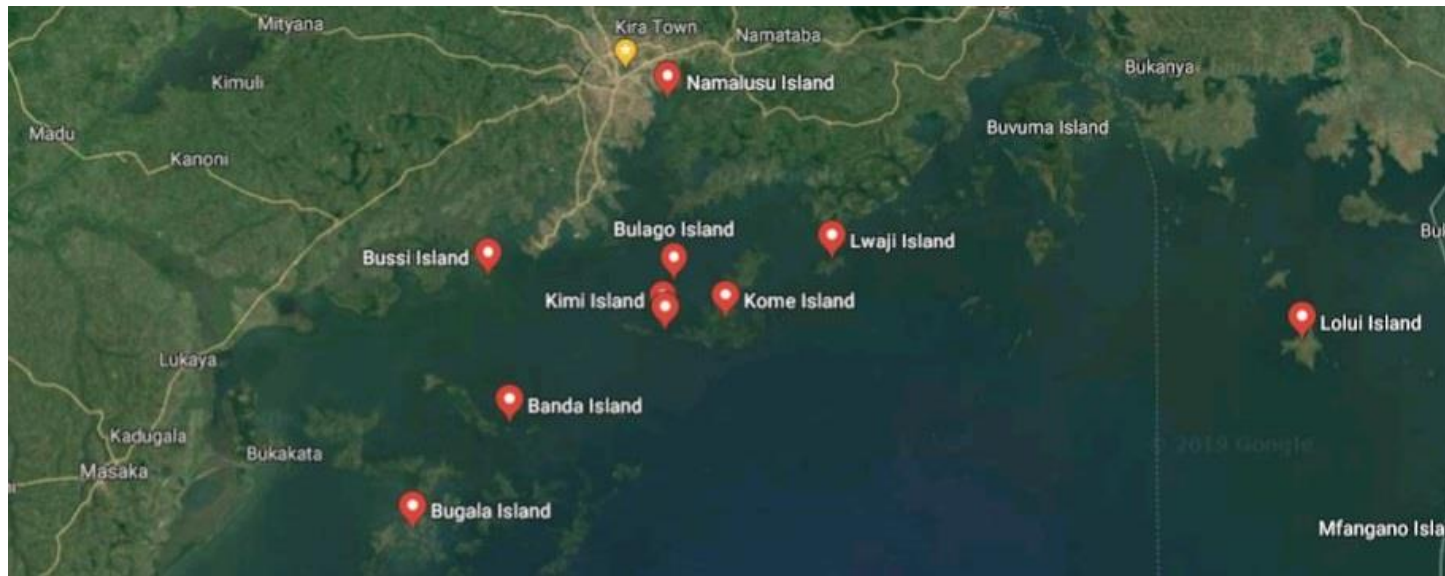 Mityana
Kira Town
Namataba
Kimuli
Namalusu Island
Bukanya
Madu
Buvuma Island
Kanoni
Bulago Island
Lwaji Island
Bussi Island
Kimi Island
Kome Island
Lolui Island
Lukaya
Banda Island
Kadugala
Bukakata
© 2019 Google
Masaka
Bugala Island
Mfangano Isla